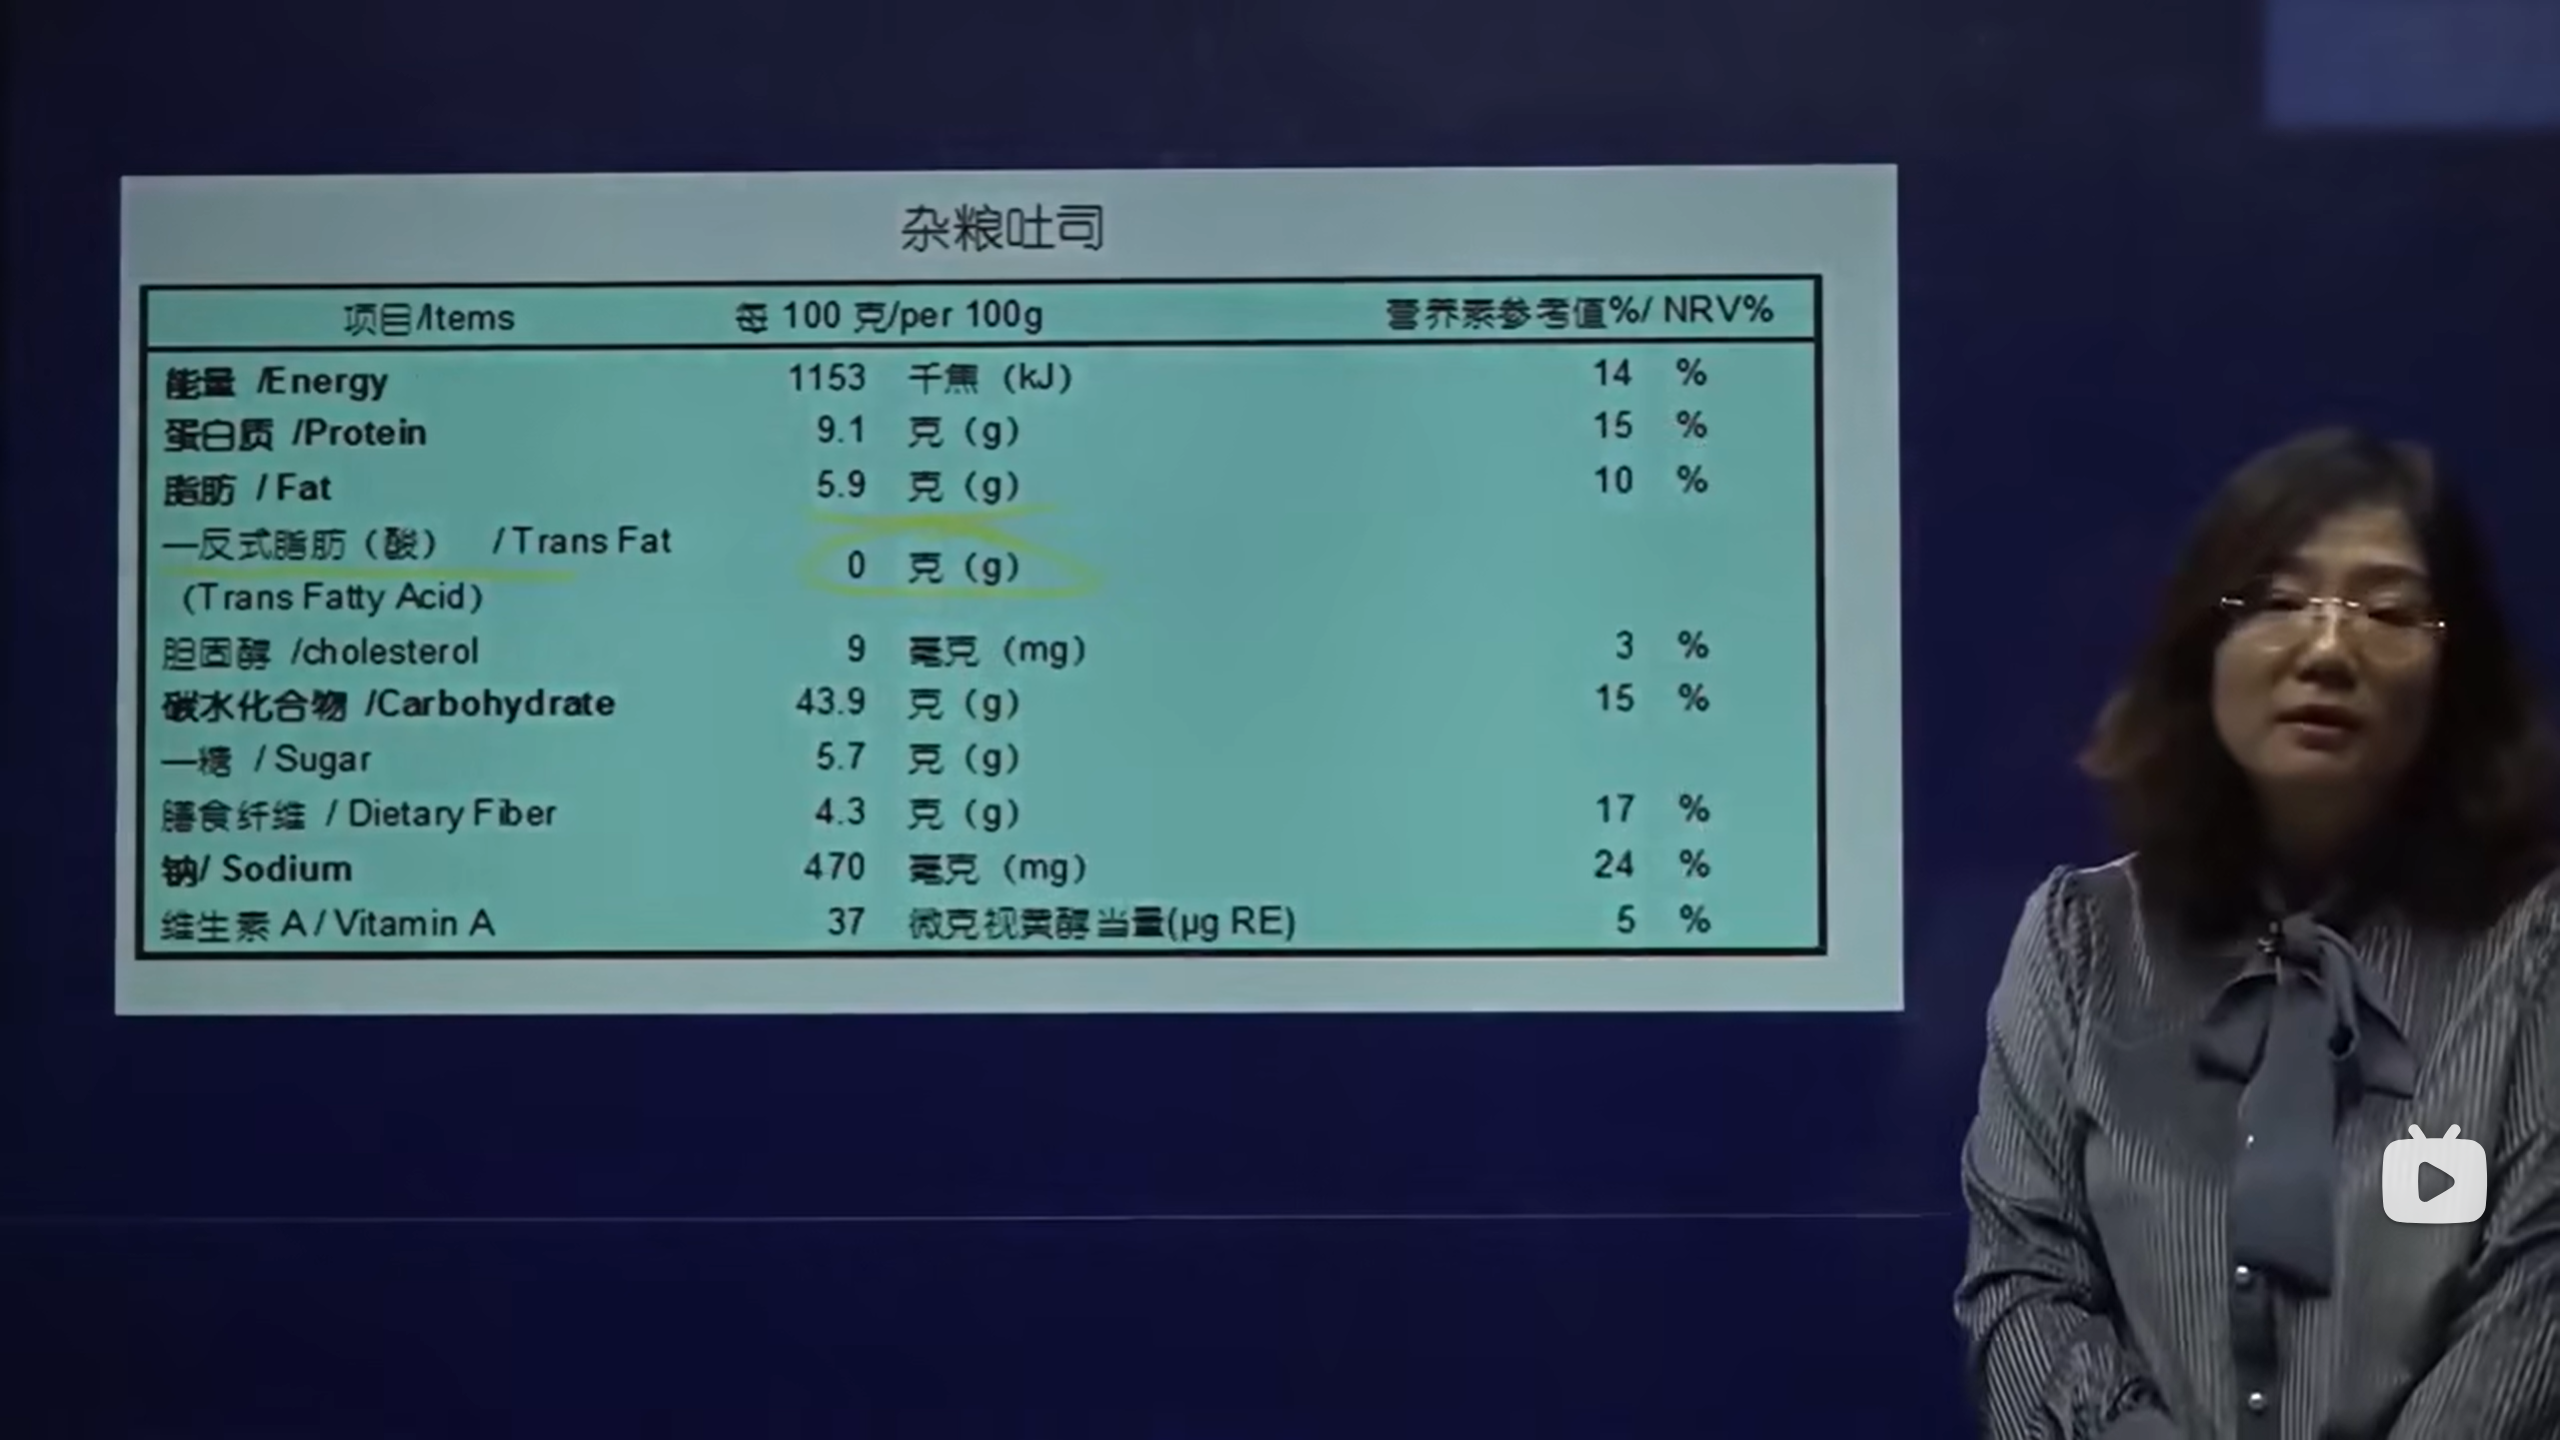 杂粮吐司
项目/Items 每 100 克/per 100g 营养素参考值%/ NRV%
能量 /Energy 1153 千焦（kJ） 14 %
蛋白质 /Protein 9.1 克（g） 15 %
脂肪 / Fat 5.9 克（g） 10 %
—反式脂肪（酸） / Trans Fat 0 克（g）
（Trans Fatty Acid）
胆固醇 /cholesterol 9 毫克（mg） 3 %
碳水化合物 /Carbohydrate 43.9 克（g） 15 %
—糖 / Sugar 5.7 克（g）
膳食纤维 / Dietary Fiber 4.3 克（g） 17 %
钠/ Sodium 470 毫克（mg） 24 %
维生素 A / Vitamin A 37 微克视黄醇当量(μg RE) 5 %